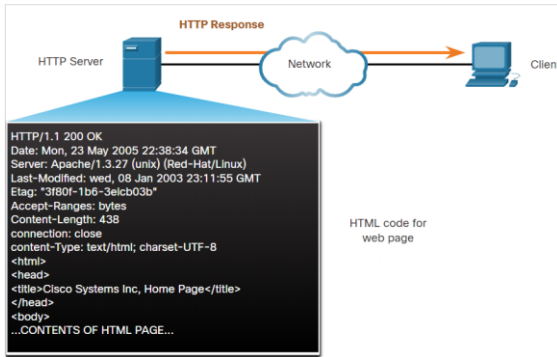 HTTP Response
HTTP Server
Network
Client
HTTP/1.1 200 OK
Date: Mon, 23 May 2005 22:38:34 GMT
Server: Apache/1.3.27 (unix) (Red-Hat/Linux)
Last-Modified: wed, 08 Jan 2003 23:11:55 GMT
Etag: "3f80f-1b6-3elcb03b"
Accept-Ranges: bytes
Content-Length: 438
connection: close
content-Type: text/html; charset-UTF-8
<html>
<head>
<title>Cisco Systems Inc, Home Page</title>
</head>
<body>
...CONTENTS OF HTML PAGE...
HTML code for
web page